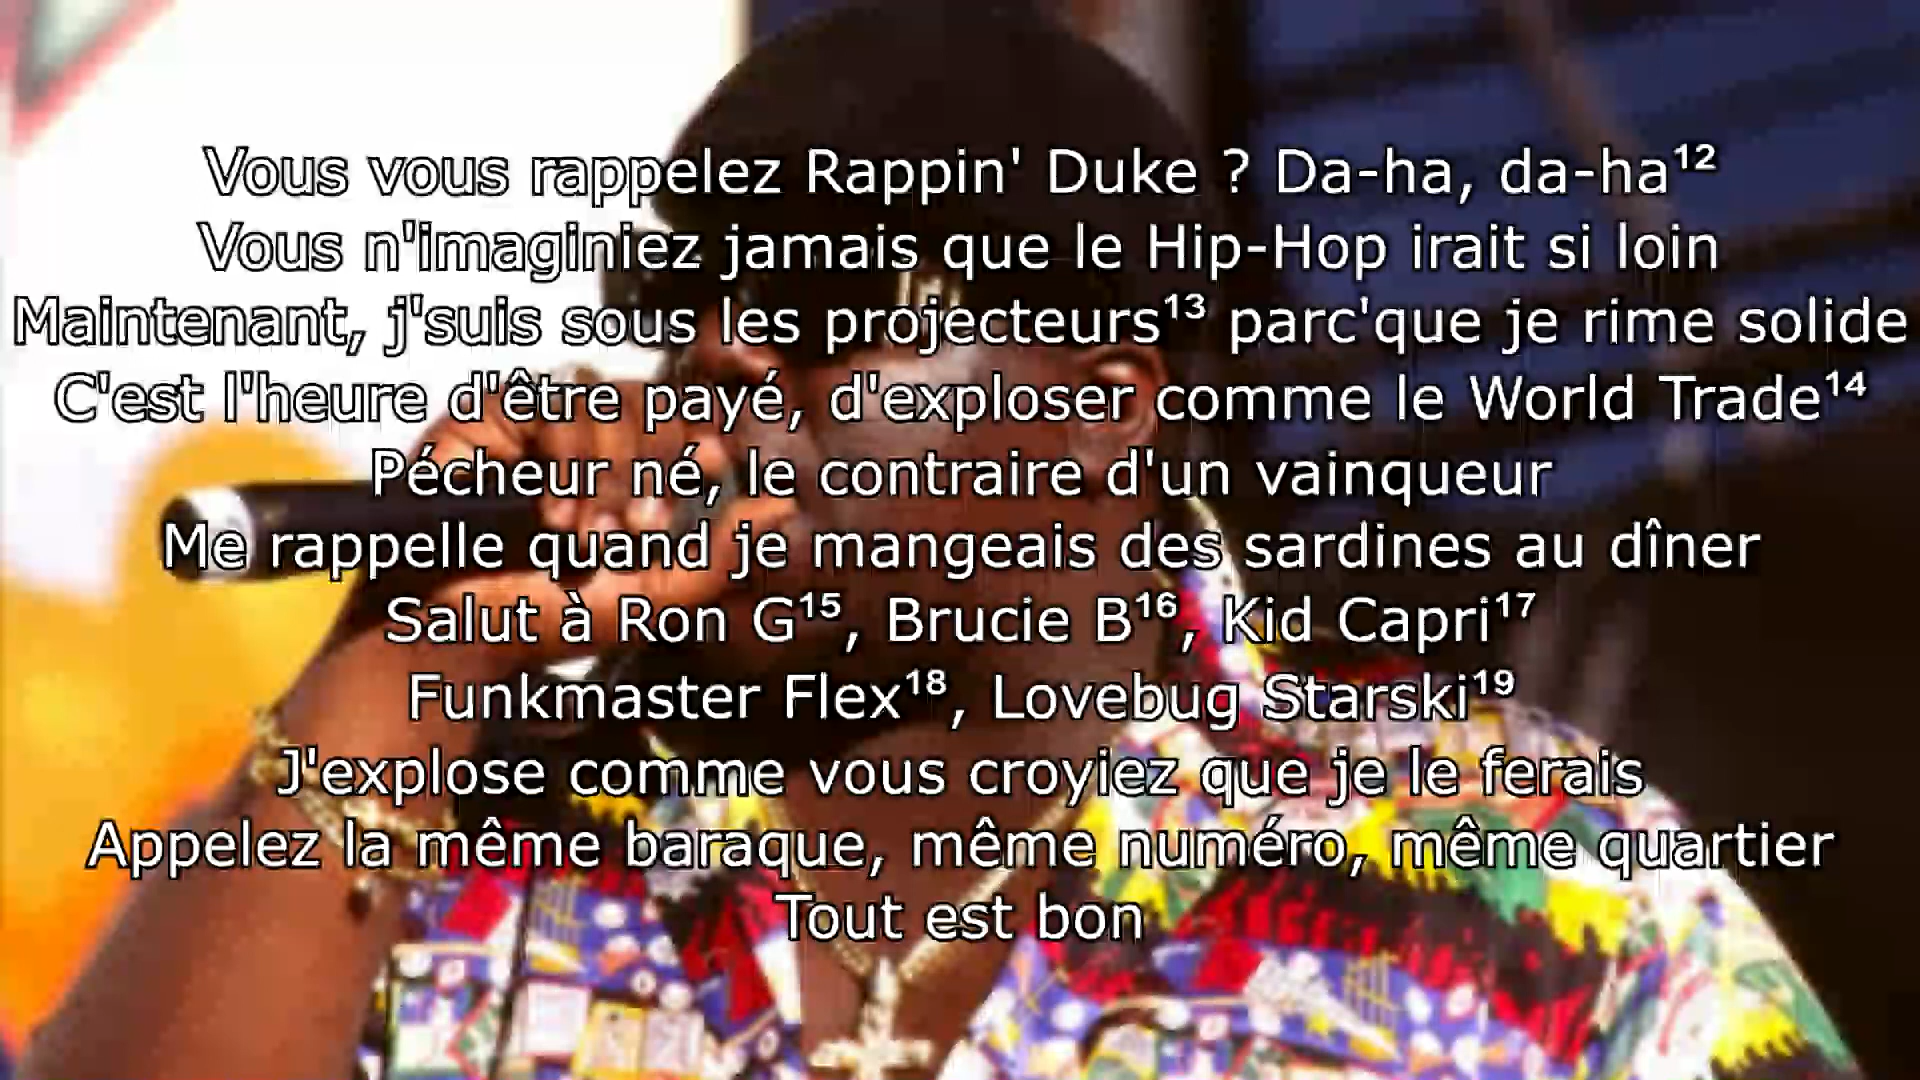 Vous vous rappelez Rappin' Duke ? Da-ha, da-ha¹²
Vous n'imaginiez jamais que le Hip-Hop irait si loin
Maintenant, j'suis sous les projecteurs¹³ parc'que je rime solide
C'est l'heure d'être payé, d'exploser comme le World Trade¹⁴
Pécheur né, le contraire d'un vainqueur
Me rappelle quand je mangeais des sardines au dîner
Salut à Ron G¹⁵, Brucie B¹⁶, Kid Capri¹⁷
Funkmaster Flex¹⁸, Lovebug Starski¹⁹
J'explose comme vous croyiez que je le ferais
Appelez la même baraque, même numéro, même quartier
Tout est bon